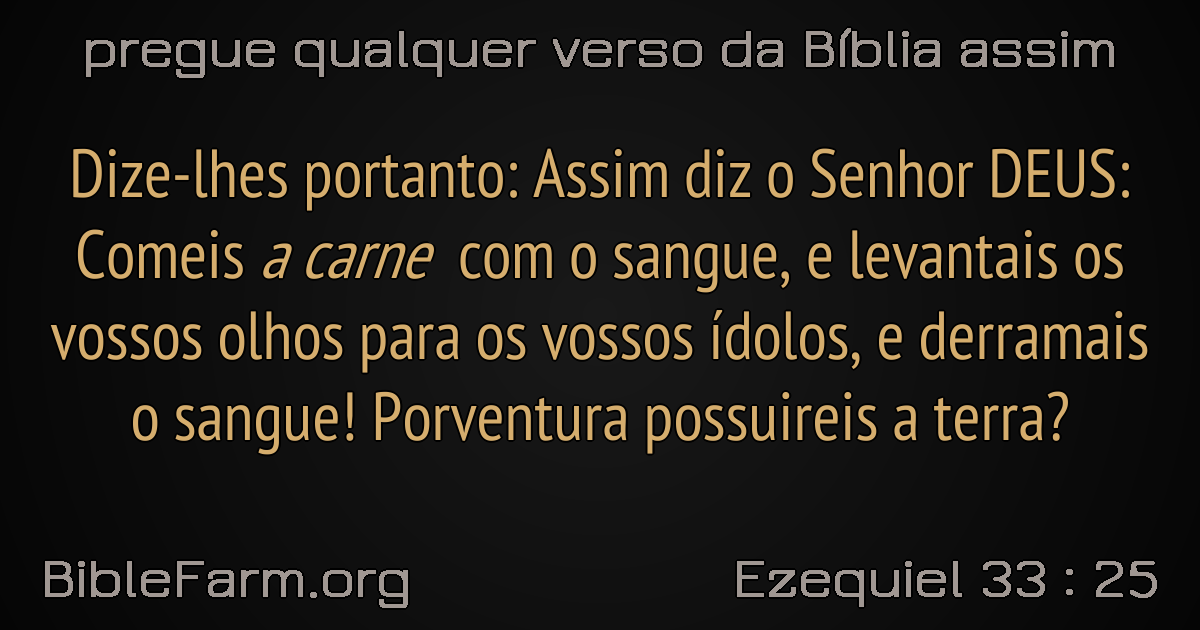 pregue qualquer verso da Bíblia assim
Dize-lhes portanto: Assim diz o Senhor DEUS:
Comeis a carne com o sangue, e levantais os
vossos olhos para os vossos ídolos, e derramais
o sangue! Porventura possuireis a terra?
BibleFarm.org
Ezequiel 33 : 25